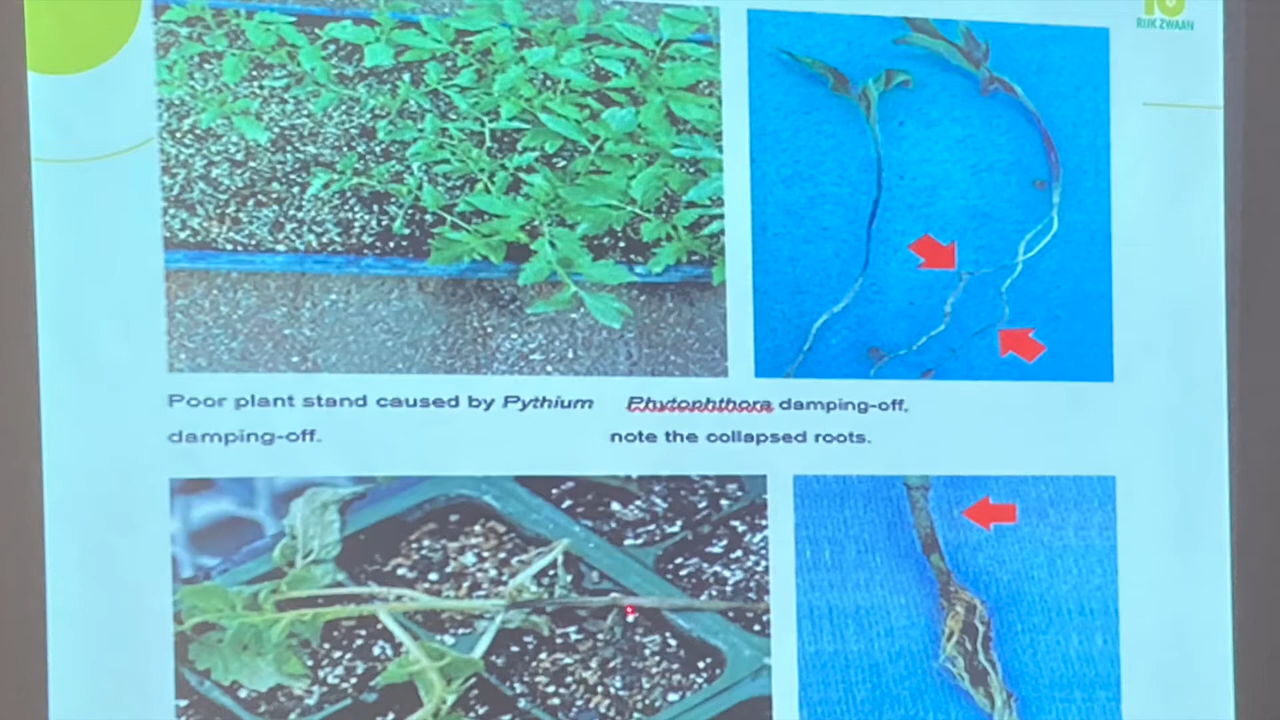 RIJK ZWAAN
Poor plant stand caused by Pythium
damping-off.
Phytophthora damping-off,
note the collapsed roots.